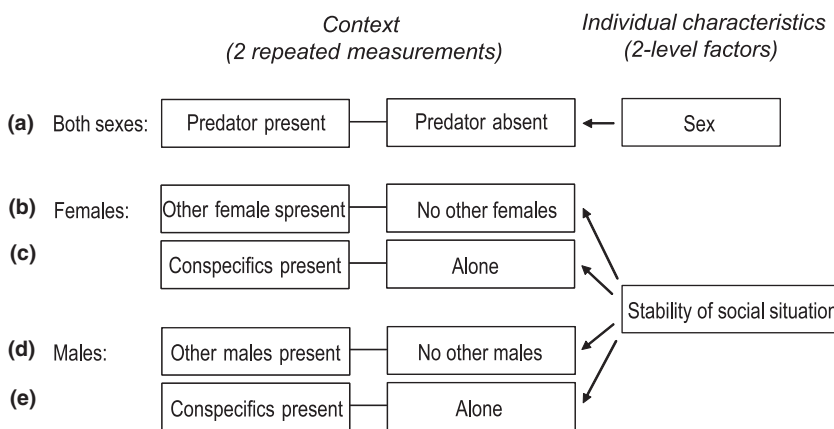 Context Individual characteristics
(2 repeated measurements) (2-level factors)
(a) Both sexes: Predator present Predator absent Sex
(b) Females: Other female spresent No other females
(c) Conspecifics present Alone
Stability of social situation
(d) Males: Other males present No other males
(e) Conspecifics present Alone